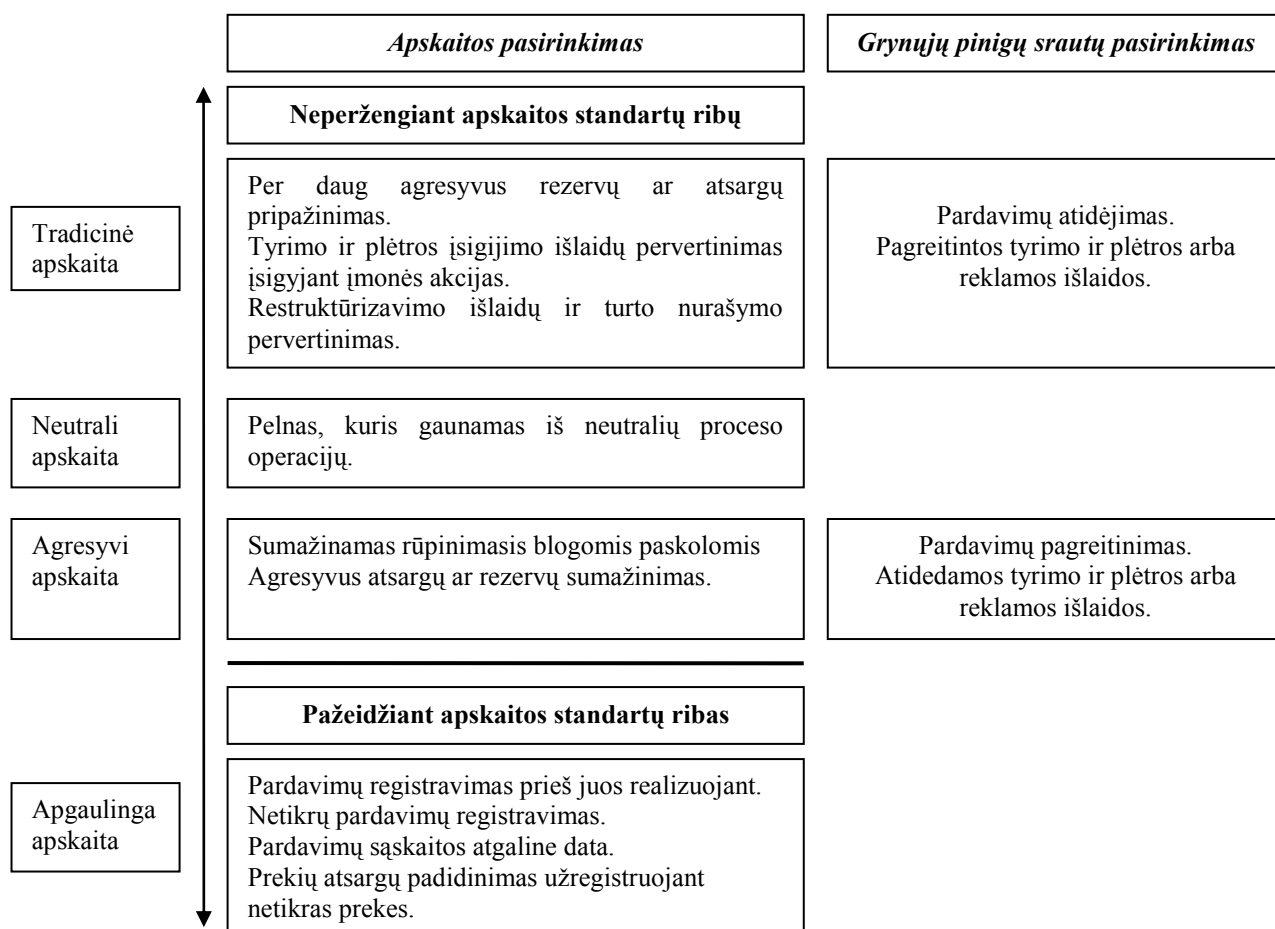 Apskaitos pasirinkimas
Grynųjų pinigų srautų pasirinkimas
Neperžengiant apskaitos standartų ribų
Tradicinė
apskaita
Per daug agresyvus rezervų ar atsargų
pripažinimas.
Tyrimo ir plėtros įsigijimo išlaidų pervertinimas
įsigyjant įmonės akcijas.
Restruktūrizavimo išlaidų ir turto nurašymo
pervertinimas.
Pardavimų atidėjimas.
Pagreitintos tyrimo ir plėtros arba
reklamos išlaidos.
Neutrali
apskaita
Pelnas, kuris gaunamas iš neutralių proceso
operacijų.
Agresyvi
apskaita
Sumažinamas rūpinimasis blogomis paskolomis
Agresyvus atsargų ar rezervų sumažinimas.
Pardavimų pagreitinimas.
Atidedamos tyrimo ir plėtros arba
reklamos išlaidos.
Pažeidžiant apskaitos standartų ribas
Apgaulinga
apskaita
Pardavimų registravimas prieš juos realizuojant.
Netikrų pardavimų registravimas.
Pardavimų sąskaitos atgaline data.
Prekių atsargų padidinimas užregistruojant
netikras prekes.